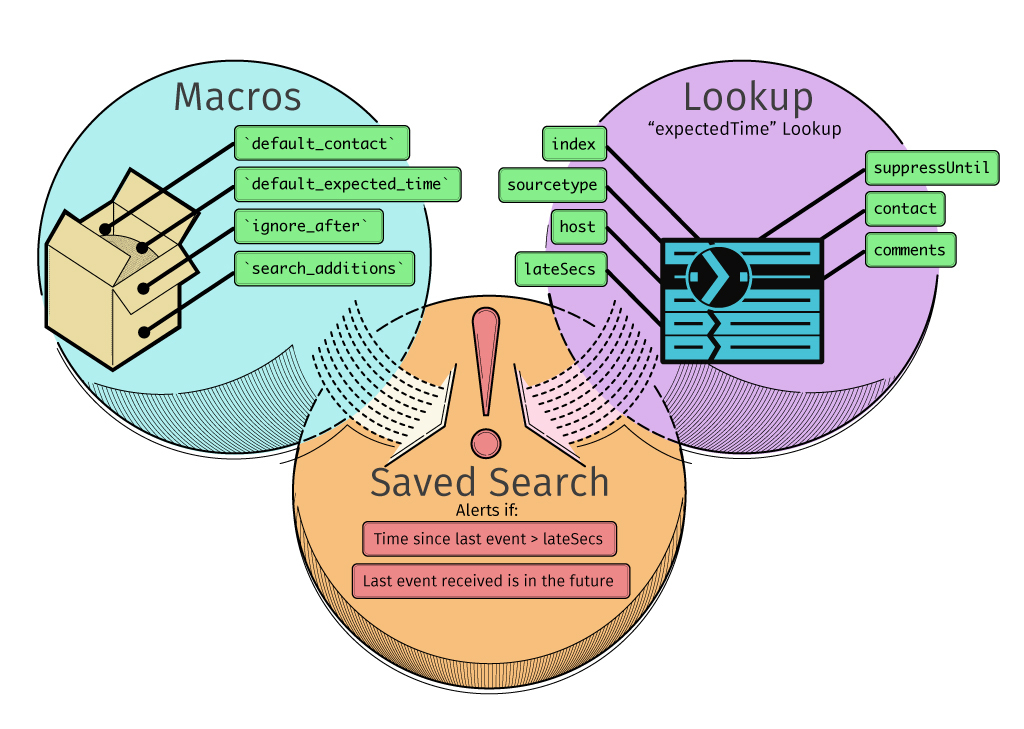 Macros
`default_contact`
`default_expected_time`
`ignore_after`
`search_additions`
Lookup
“expectedTime” Lookup
index
sourcetype
host
lateSecs
suppressUntil
contact
comments
Saved Search
Alerts if:
Time since last event > lateSecs
Last event received is in the future